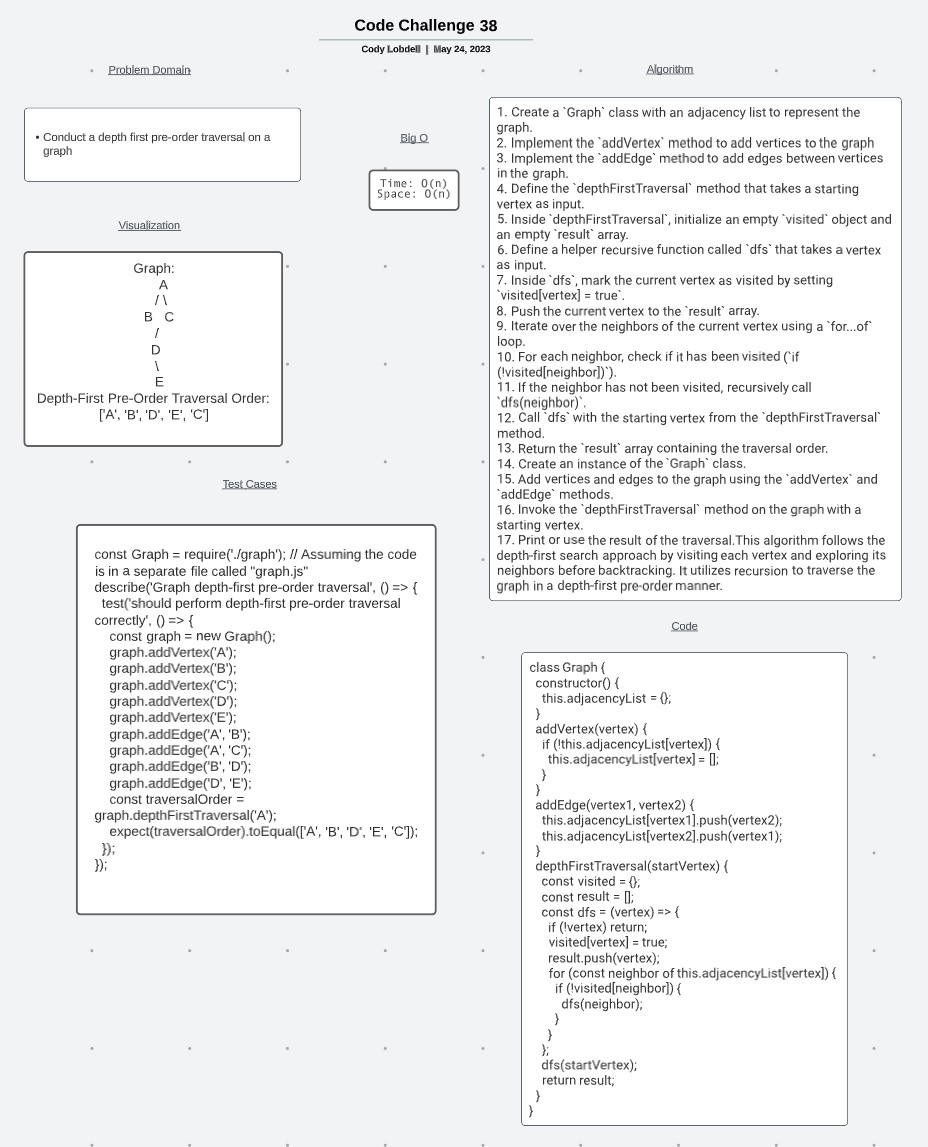 Code Challenge 38
Cody Lobdell | May 24, 2023
Problem Domain
• Conduct a depth first pre-order traversal on a
graph
Big O
Time: O(n)
Space: O(n)
Visualization
Graph:
A
/ \
B C
/
D
\
E
Depth-First Pre-Order Traversal Order:
['A', 'B', 'D', 'E', 'C']
Test Cases
const Graph = require('./graph'); // Assuming the code
is in a separate file called "graph.js"
describe('Graph depth-first pre-order traversal', () => {
test('should perform depth-first pre-order traversal
correctly', () => {
const graph = new Graph();
graph.addVertex('A');
graph.addVertex('B');
graph.addVertex('C');
graph.addVertex('D');
graph.addVertex('E');
graph.addEdge('A', 'B');
graph.addEdge('A', 'C');
graph.addEdge('B', 'D');
graph.addEdge('D', 'E');
const traversalOrder =
graph.depthFirstTraversal('A');
expect(traversalOrder).toEqual(['A', 'B', 'D', 'E', 'C']);
});
});
Algorithm
1. Create a `Graph` class with an adjacency list to represent the
graph.
2. Implement the `addVertex` method to add vertices to the graph
3. Implement the `addEdge` method to add edges between vertices
in the graph.
4. Define the `depthFirstTraversal` method that takes a starting
vertex as input.
5. Inside `depthFirstTraversal`, initialize an empty `visited` object and
an empty `result` array.
6. Define a helper recursive function called `dfs` that takes a vertex
as input.
7. Inside `dfs`, mark the current vertex as visited by setting
`visited[vertex] = true`.
8. Push the current vertex to the `result` array.
9. Iterate over the neighbors of the current vertex using a `for...of`
loop.
10. For each neighbor, check if it has been visited (`if
(!visited[neighbor])`).
11. If the neighbor has not been visited, recursively call
`dfs(neighbor)`.
12. Call `dfs` with the starting vertex from the `depthFirstTraversal`
method.
13. Return the `result` array containing the traversal order.
14. Create an instance of the `Graph` class.
15. Add vertices and edges to the graph using the `addVertex` and
`addEdge` methods.
16. Invoke the `depthFirstTraversal` method on the graph with a
starting vertex.
17. Print or use the result of the traversal.This algorithm follows the
depth-first search approach by visiting each vertex and exploring its
neighbors before backtracking. It utilizes recursion to traverse the
graph in a depth-first pre-order manner.
Code
class Graph {
constructor() {
this.adjacencyList = {};
}
addVertex(vertex) {
if (!this.adjacencyList[vertex]) {
this.adjacencyList[vertex] = [];
}
}
addEdge(vertex1, vertex2) {
this.adjacencyList[vertex1].push(vertex2);
this.adjacencyList[vertex2].push(vertex1);
}
depthFirstTraversal(startVertex) {
const visited = {};
const result = [];
const dfs = (vertex) => {
if (!vertex) return;
visited[vertex] = true;
result.push(vertex);
for (const neighbor of this.adjacencyList[vertex]) {
if (!visited[neighbor]) {
dfs(neighbor);
}
}
};
dfs(startVertex);
return result;
}
}